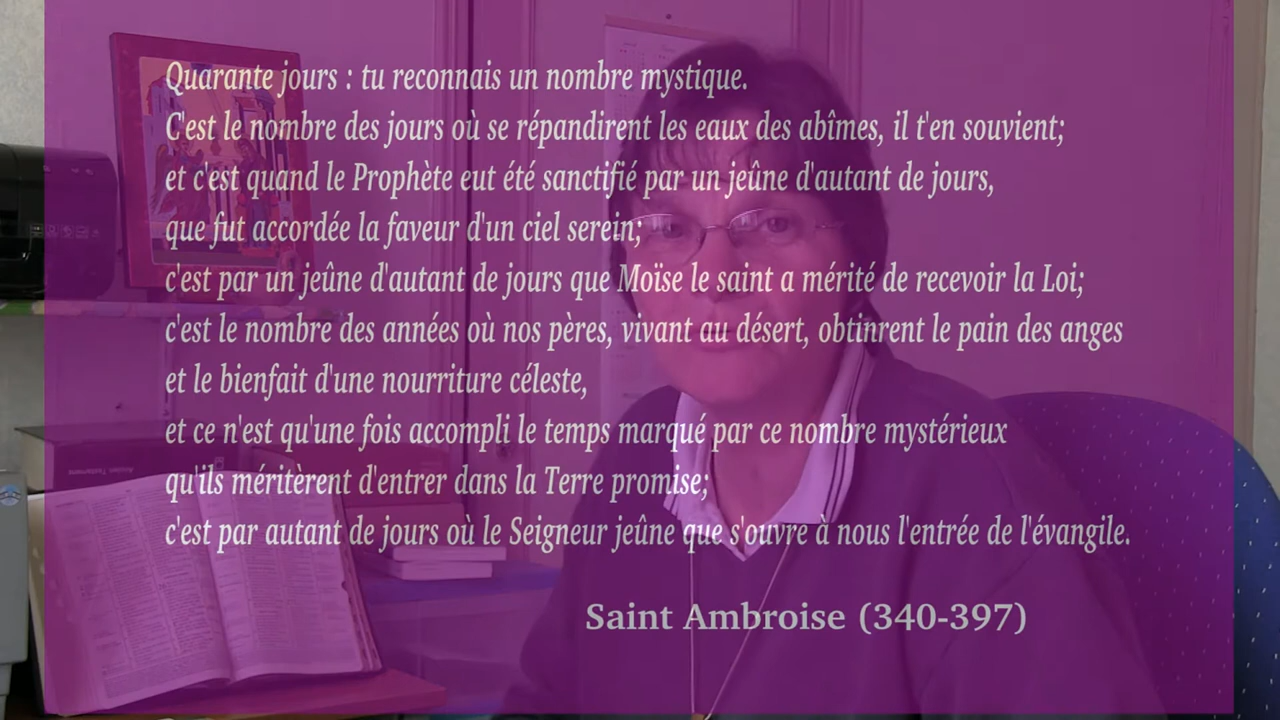 Quarante jours : tu reconnais un nombre mystique.
C'est le nombre des jours où se répandirent les eaux des abîmes, il t'en souvient;
et c'est quand le Prophète eut été sanctifié par un jeûne d'autant de jours,
que fut accordée la faveur d'un ciel serein;
c'est par un jeûne d'autant de jours que Moïse le saint a mérité de recevoir la Loi;
c'est le nombre des années où nos pères, vivant au désert, obtinrent le pain des anges
et le bienfait d'une nourriture céleste,
et ce n'est qu'une fois accompli le temps marqué par ce nombre mystérieux
qu'ils méritèrent d'entrer dans la Terre promise;
c'est par autant de jours où le Seigneur jeûne que s'ouvre à nous l'entrée de l'évangile.
Saint Ambroise (340-397)